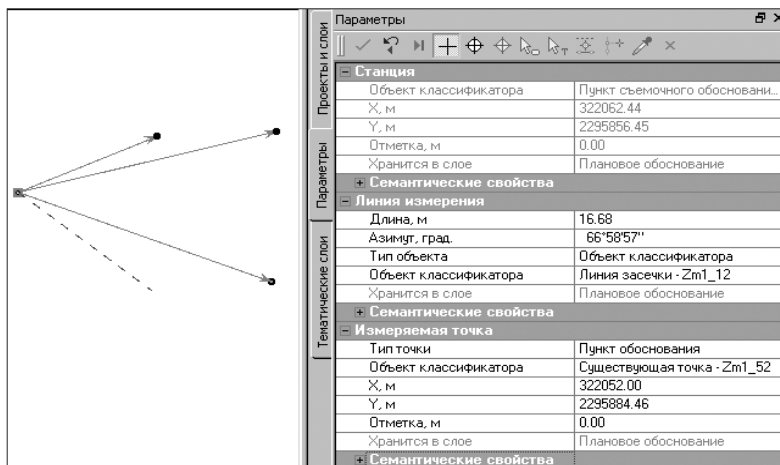 Параметры
Проекты и слои
Параметры
Тематические слои
Станция
Объект классификатора Пункт съемочного обосновани...
X, м 322062.44
Y, м 2295856.45
Отметка, м 0.00
Хранится в слое Плановое обоснование
Семантические свойства
Линия измерения
Длина, м 16.68
Азимут, град. 66°58'57"
Тип объекта Объект классификатора
Объект классификатора Линия засечки - Zm1_12
Хранится в слое Плановое обоснование
Семантические свойства
Измеряемая точка
Тип точки Пункт обоснования
Объект классификатора Существующая точка - Zm1_52
X, м 322052.00
Y, м 2295884.46
Отметка, м 0.00
Хранится в слое Плановое обоснование
Семантические свойства